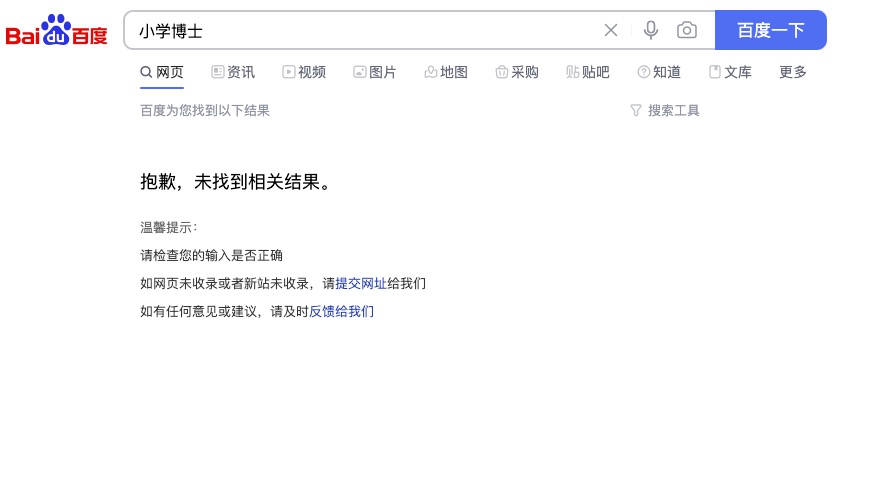 Bai du 百度 小学博士 百度一下
网页 资讯 视频 图片 地图 采购 贴吧 知道 文库 更多
百度为您找到以下结果 搜索工具
抱歉，未找到相关结果。
温馨提示：
请检查您的输入是否正确
如网页未收录或者新站未收录，请提交网址给我们
如有任何意见或建议，请及时反馈给我们